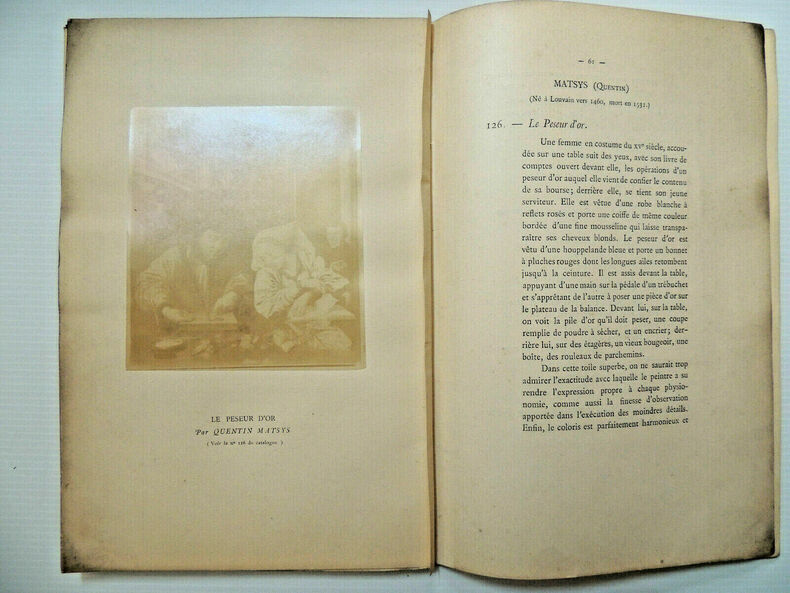 LE PESEUR D'OR
Par QUENTIN MATSYS
( Voir le nº 126 du catalogue. )
— 61 —
MATSYS (QUENTIN)
(Né à Louvain vers 1460, mort en 1531.)
126. — Le Peseur d'or.
Une femme en costume du XVe siècle, accou-
dée sur une table suit des yeux, avec son livre de
comptes ouvert devant elle, les opérations d'un
peseur d'or auquel elle vient de confier le contenu
de sa bourse; derrière elle, se tient son jeune
serviteur. Elle est vêtue d'une robe blanche à
reflets rosés et porte une coiffe de même couleur
bordée d'une fine mousseline qui laisse transpa-
raître ses cheveux blonds. Le peseur d'or est
vêtu d'une houppelande bleue et porte un bonnet
à pluches rouges dont les longues ailes retombent
jusqu'à la ceinture. Il est assis devant la table,
appuyant d'une main sur la pédale d'un trébuchet
et s'apprêtant de l'autre à poser une pièce d'or sur
le plateau de la balance. Devant lui, sur la table,
on voit la pile d'or qu'il doit peser, une coupe
remplie de poudre à sècher, et un encrier; der-
rière lui, sur des étagères, un vieux bougeoir, une
boîte, des rouleaux de parchemins.
Dans cette toile superbe, on ne saurait trop
admirer l'exactitude avec laquelle le peintre a su
rendre l'expression propre à chaque physio-
nomie, comme aussi la finesse d'observation
apportée dans l'exécution des moindres détails.
Enfin, le coloris est parfaitement harmonieux et